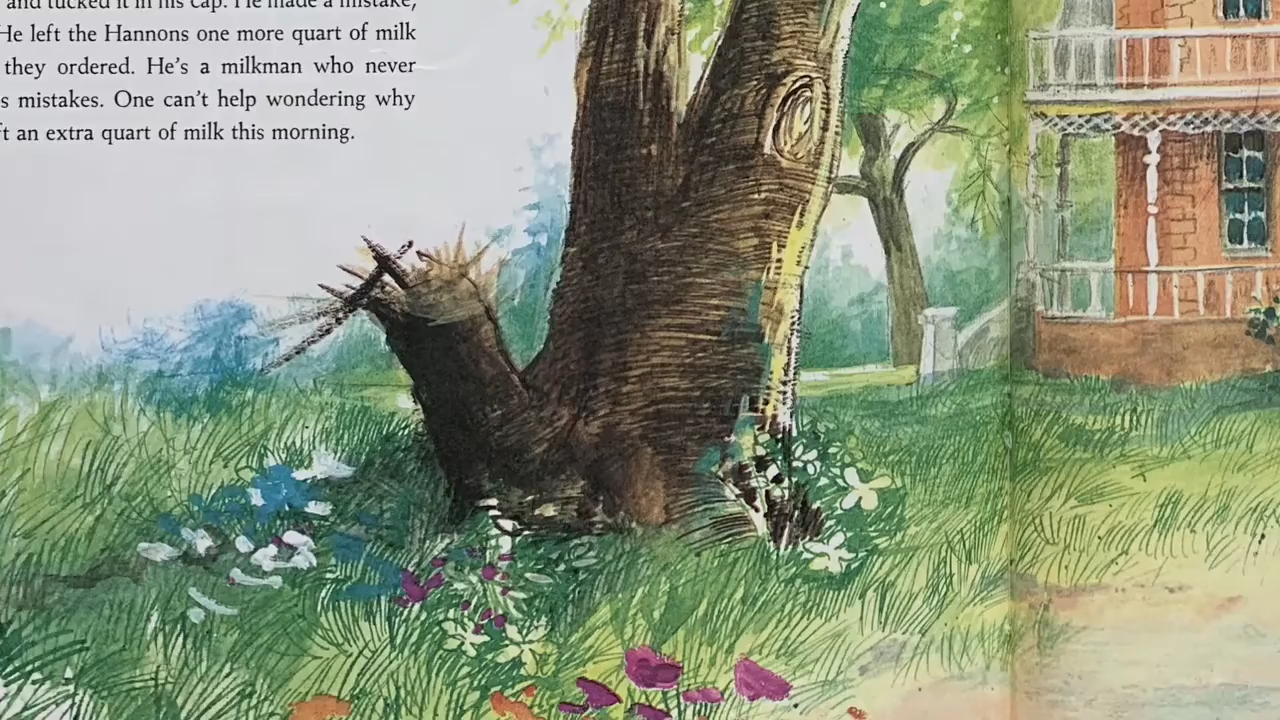 and tucked it in his cap. He made a mistake,
He left the Hannons one more quart of milk
they ordered. He's a milkman who never
s mistakes. One can't help wondering why
ft an extra quart of milk this morning.